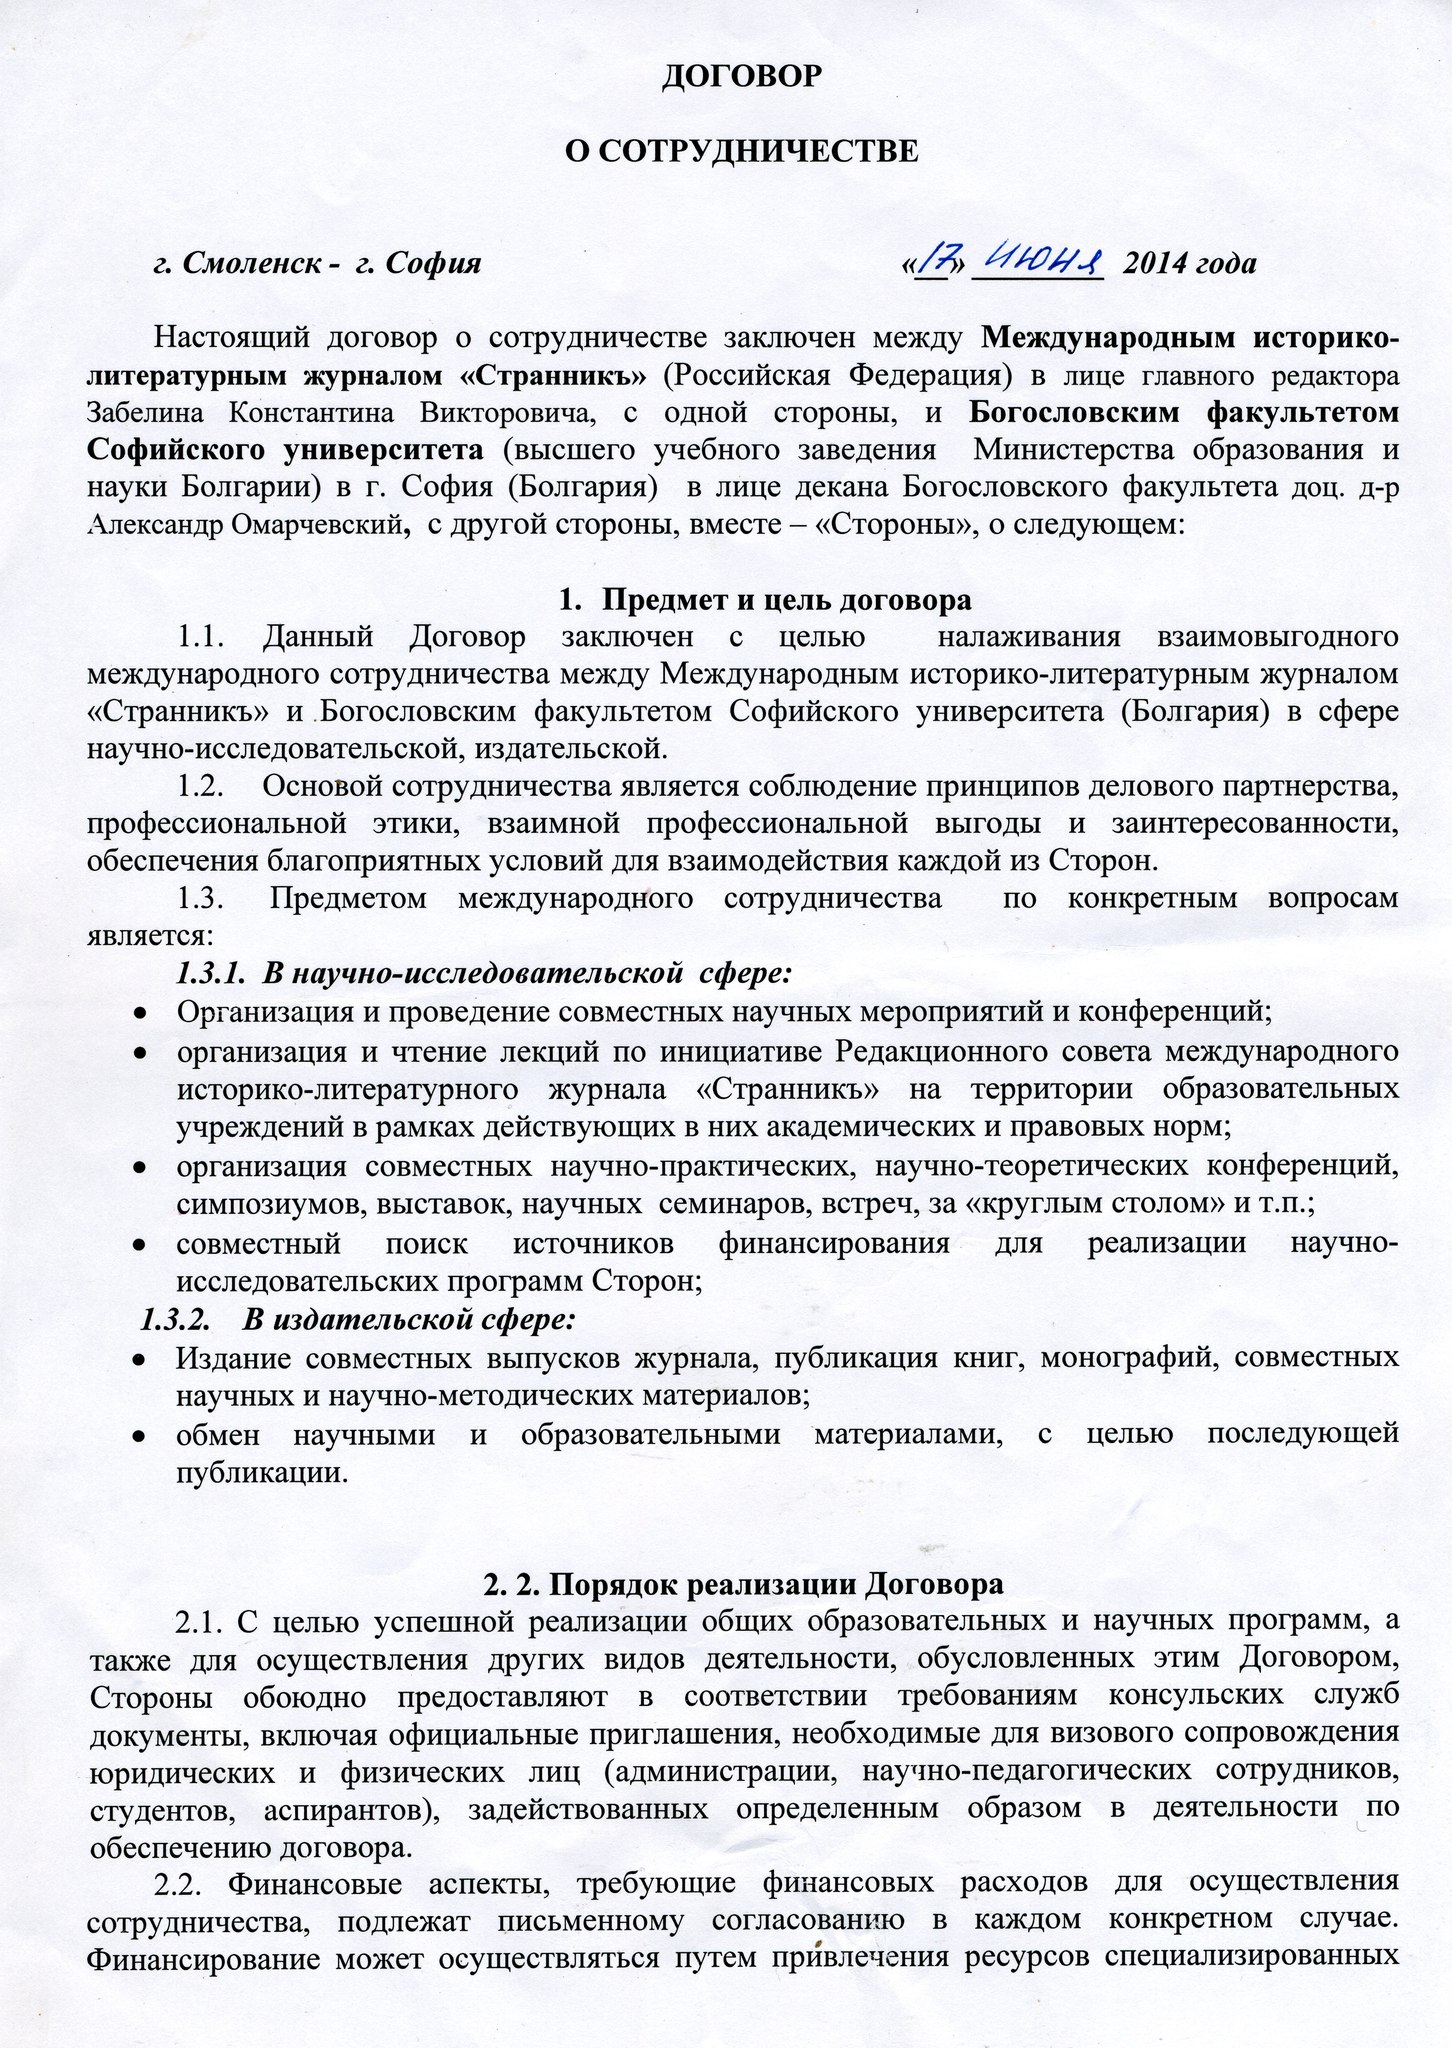 ДОГОВОР
О СОТРУДНИЧЕСТВЕ
г. Смоленск - г. София «17» июня 2014 года
Настоящий договор о сотрудничестве заключен между Международным историко-
литературным журналом «Странникъ» (Российская Федерация) в лице главного редактора
Забелина Константина Викторовича, с одной стороны, и Богословским факультетом
Софийского университета (высшего учебного заведения Министерства образования и
науки Болгарии) в г. София (Болгария) в лице декана Богословского факультета доц. д-р
Александр Омарчевский, с другой стороны, вместе – «Стороны», о следующем:
1. Предмет и цель договора
1.1. Данный Договор заключен с целью налаживания взаимовыгодного
международного сотрудничества между Международным историко-литературным журналом
«Странникъ» и Богословским факультетом Софийского университета (Болгария) в сфере
научно-исследовательской, издательской.
1.2. Основой сотрудничества является соблюдение принципов делового партнерства,
профессиональной этики, взаимной профессиональной выгоды и заинтересованности,
обеспечения благоприятных условий для взаимодействия каждой из Сторон.
1.3. Предметом международного сотрудничества по конкретным вопросам
является:
1.3.1. В научно-исследовательской сфере:
• Организация и проведение совместных научных мероприятий и конференций;
• организация и чтение лекций по инициативе Редакционного совета международного
историко-литературного журнала «Странникъ» на территории образовательных
учреждений в рамках действующих в них академических и правовых норм;
• организация совместных научно-практических, научно-теоретических конференций,
симпозиумов, выставок, научных семинаров, встреч, за «круглым столом» и т.п.;
• совместный поиск источников финансирования для реализации научно-
исследовательских программ Сторон;
1.3.2. В издательской сфере:
• Издание совместных выпусков журнала, публикация книг, монографий, совместных
научных и научно-методических материалов;
• обмен научными и образовательными материалами, с целью последующей
публикации.
2. 2. Порядок реализации Договора
2.1. С целью успешной реализации общих образовательных и научных программ, а
также для осуществления других видов деятельности, обусловленных этим Договором,
Стороны обоюдно предоставляют в соответствии требованиям консульских служб
документы, включая официальные приглашения, необходимые для визового сопровождения
юридических и физических лиц (администрации, научно-педагогических сотрудников,
студентов, аспирантов), задействованных определенным образом в деятельности по
обеспечению договора.
2.2. Финансовые аспекты, требующие финансовых расходов для осуществления
сотрудничества, подлежат письменному согласованию в каждом конкретном случае.
Финансирование может осуществляться путем привлечения ресурсов специализированных